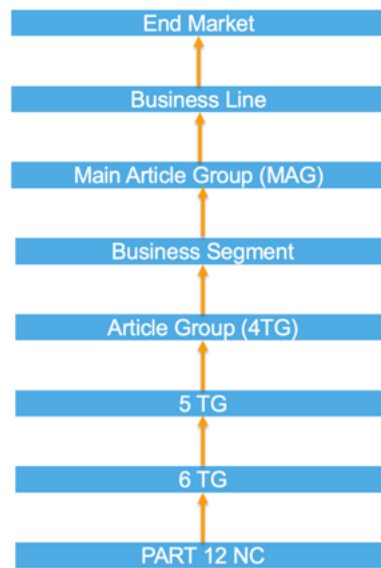 End Market
Business Line
Main Article Group (MAG)
Business Segment
Article Group (4TG)
5 TG
6 TG
PART 12 NC